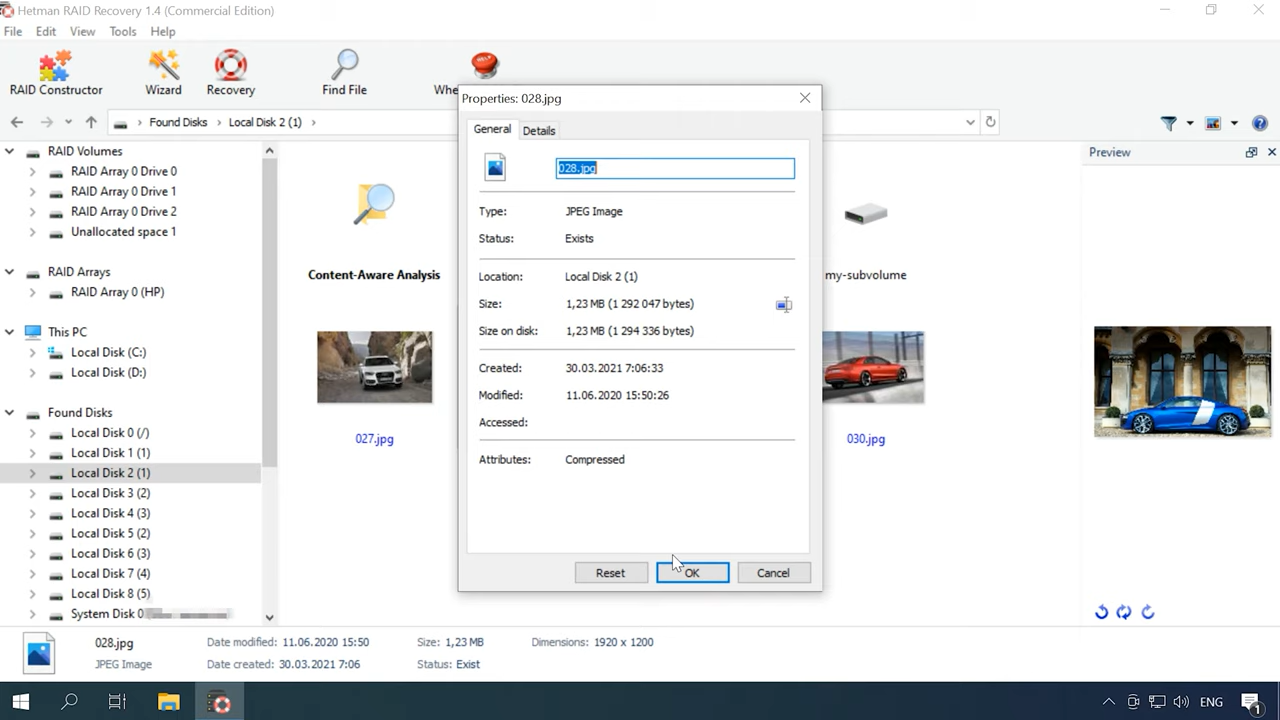 Hetman RAID Recovery 1.4 (Commercial Edition)
File Edit View Tools Help
RAID Constructor Wizard Recovery Find File Whe
Found Disks Local Disk 2 (1)
RAID Volumes
RAID Array 0 Drive 0
RAID Array 0 Drive 1
RAID Array 0 Drive 2
Unallocated space 1
RAID Arrays
RAID Array 0 (HP)
This PC
Local Disk (C:)
Local Disk (D:)
Found Disks
Local Disk 0 (/)
Local Disk 1 (1)
Local Disk 2 (1)
Local Disk 3 (2)
Local Disk 4 (3)
Local Disk 5 (2)
Local Disk 6 (3)
Local Disk 7 (4)
Local Disk 8 (5)
System Disk 0
Content-Aware Analysis
027.jpg
Properties: 028.jpg
General Details
028.jpg
Type: JPEG Image
Status: Exists
Location: Local Disk 2 (1)
Size: 1,23 MB (1 292 047 bytes)
Size on disk: 1,23 MB (1 294 336 bytes)
Created: 30.03.2021 7:06:33
Modified: 11.06.2020 15:50:26
Accessed:
Attributes: Compressed
Reset OK Cancel
my-subvolume
030.jpg
Preview
028.jpg Date modified: 11.06.2020 15:50 Size: 1,23 MB Dimensions: 1920 x 1200
JPEG Image Date created: 30.03.2021 7:06 Status: Exist
ENG
1